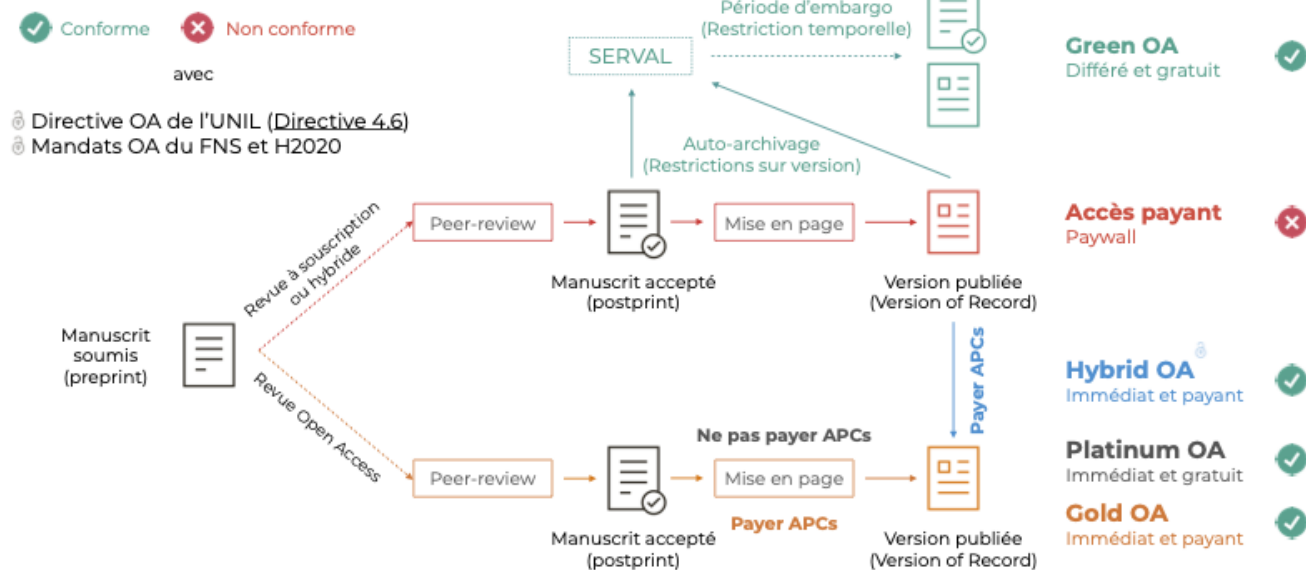 Conforme
Non conforme
avec
Directive OA de l'UNIL (Directive 4.6)
Mandats OA du FNS et H2020
Période d'embargo
(Restriction temporelle)
SERVAL
Green OA
Différé et gratuit
Auto-archivage
(Restrictions sur version)
Revue à souscription
ou hybride
Peer-review
Mise en page
Accès payant
Paywall
Manuscrit accepté
(postprint)
Version publiée
(Version of Record)
Manuscrit
soumis
(preprint)
Payer APCs
Hybrid OA
Immédiat et payant
Revue Open Access
Ne pas payer APCs
Peer-review
Mise en page
Payer APCs
Platinum OA
Immédiat et gratuit
Gold OA
Immédiat et payant
Manuscrit accepté
(postprint)
Version publiée
(Version of Record)